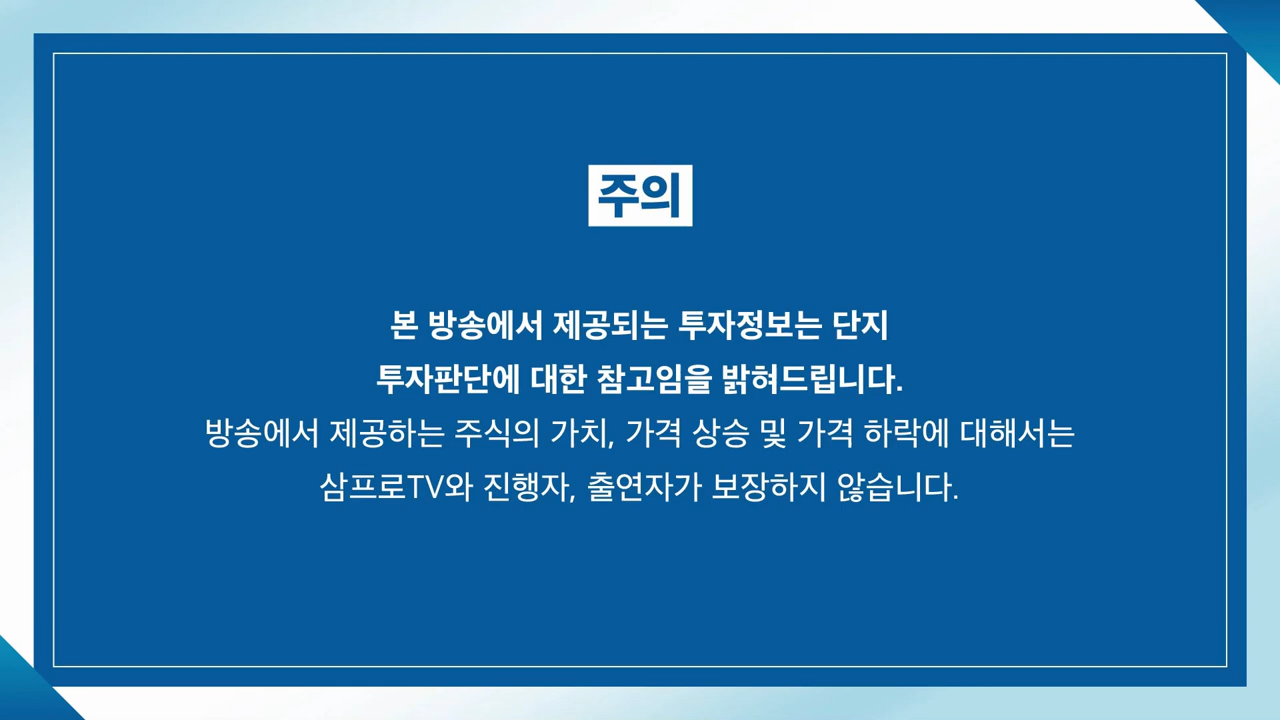 주의
본 방송에서 제공되는 투자정보는 단지
투자판단에 대한 참고임을 밝혀드립니다.
방송에서 제공하는 주식의 가치, 가격 상승 및 가격 하락에 대해서는
삼프로TV와 진행자, 출연자가 보장하지 않습니다.